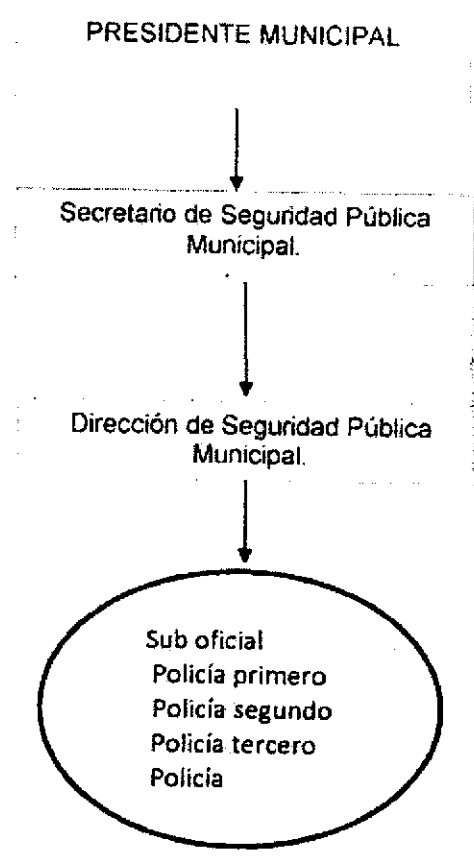 PRESIDENTE MUNICIPAL
Secretario de Seguridad Pública
Municipal.
Dirección de Seguridad Pública
Municipal.
Sub oficial
Policía primero
Policía segundo
Policía tercero
Policía